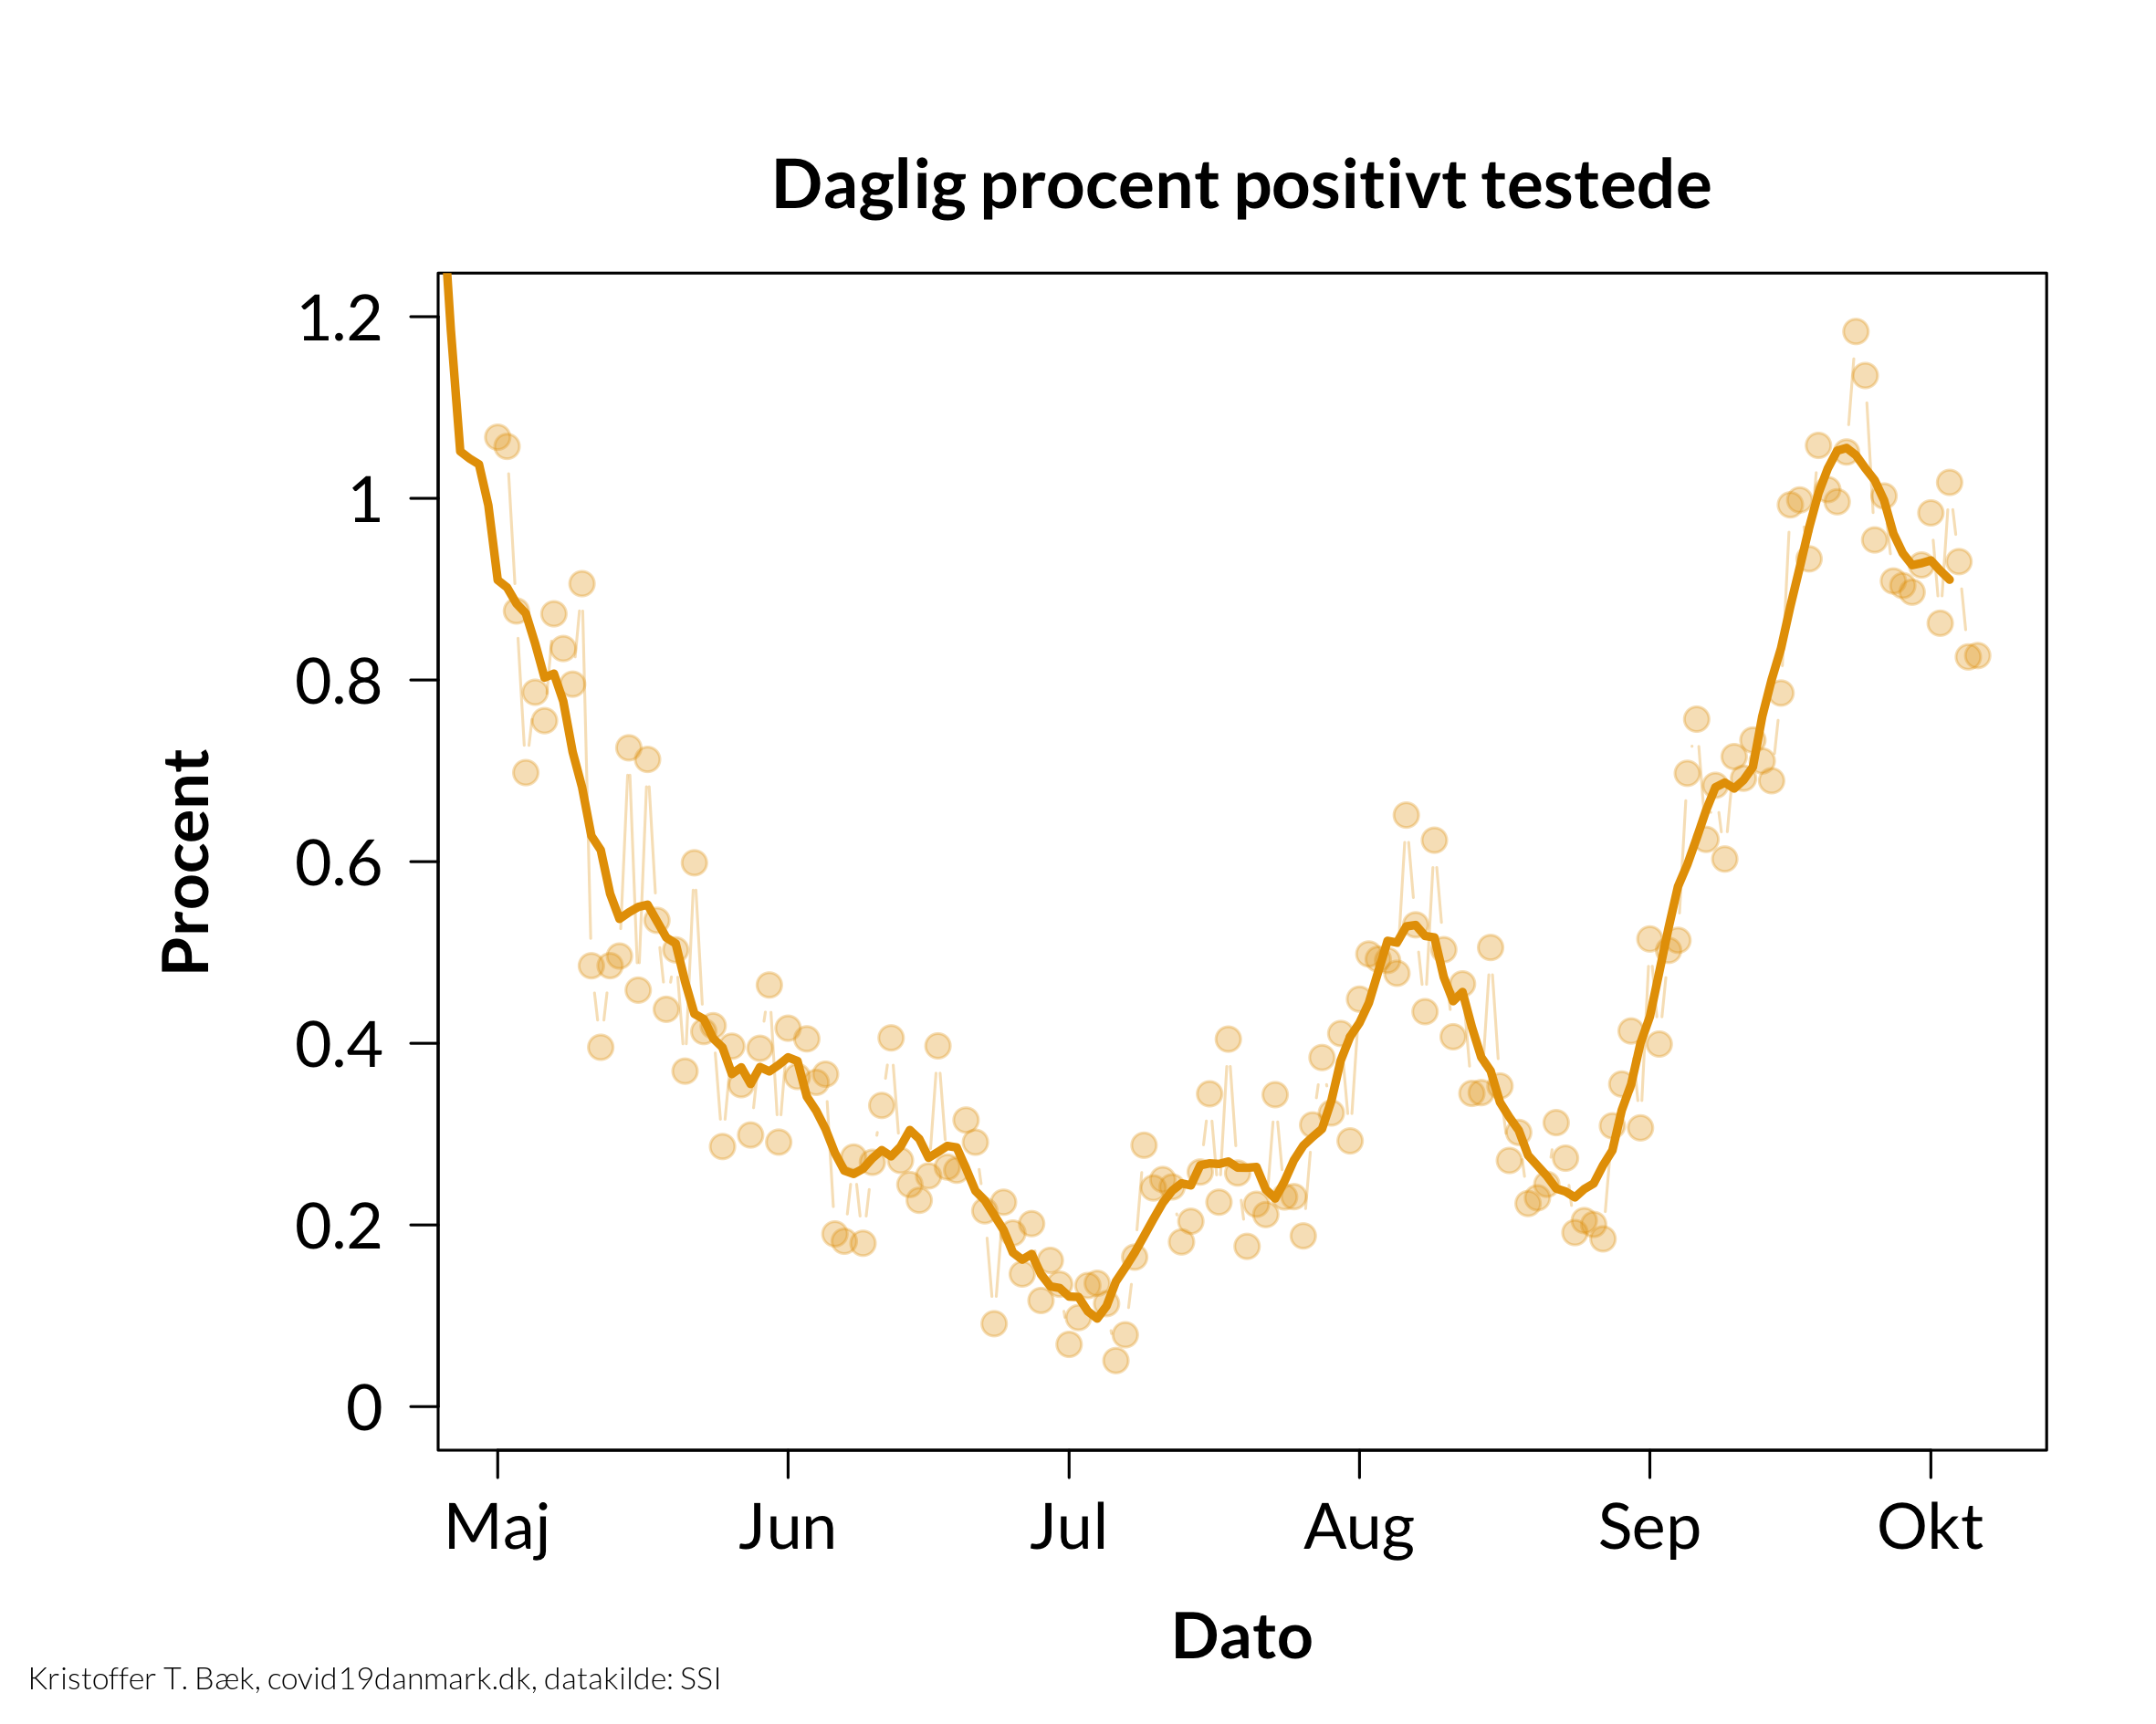 Daglig procent positivt testede
Procent
1.2
1
0.8
0.6
0.4
0.2
0
Maj Jun Jul Aug Sep Okt
Dato
Kristoffer T. Bæk, covid19danmark.dk, datakilde: SSI